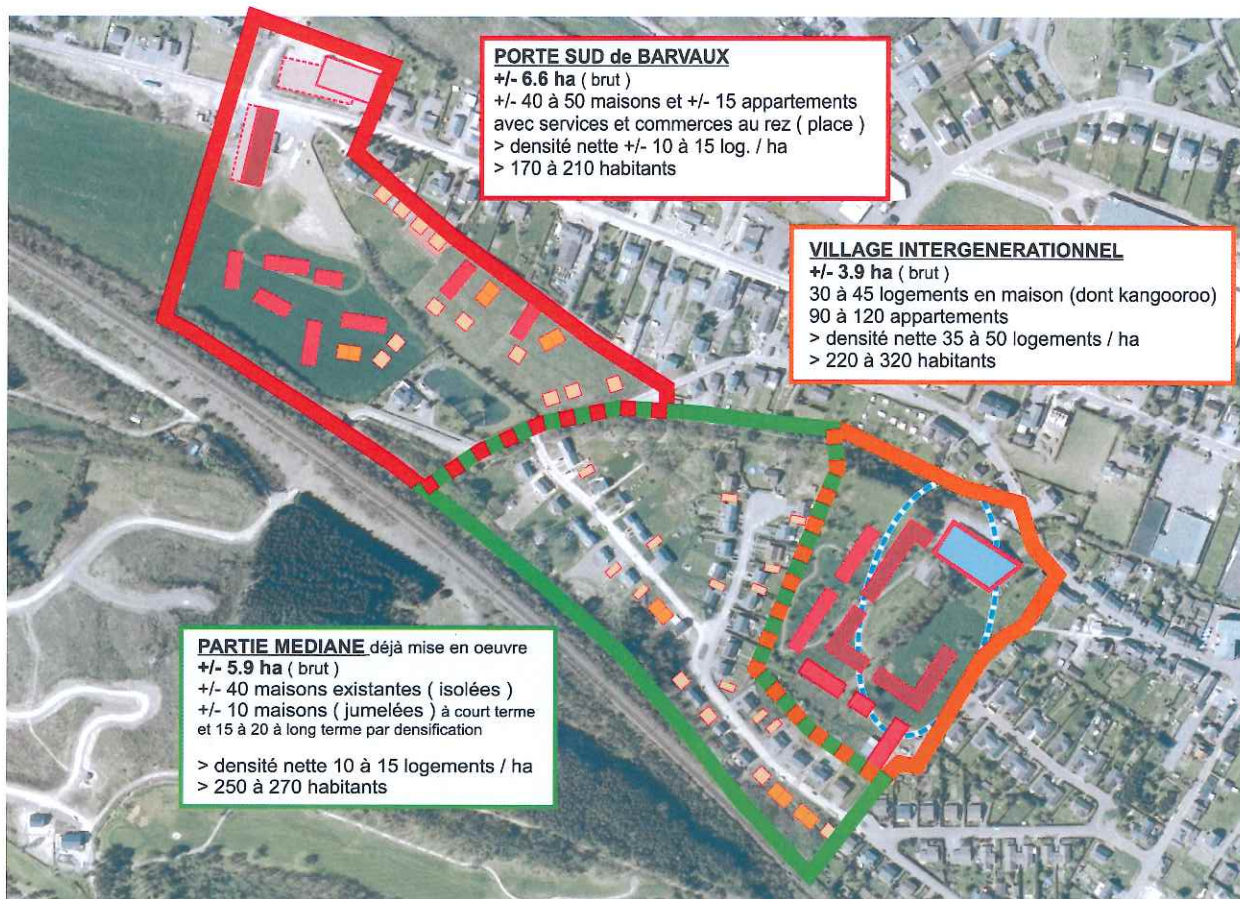 PORTE SUD de BARVAUX
+/- 6.6 ha ( brut )
+/- 40 à 50 maisons et +/- 15 appartements
avec services et commerces au rez ( place )
> densité nette +/- 10 à 15 log. / ha
> 170 à 210 habitants
VILLAGE INTERGENERATIONNEL
+/- 3.9 ha ( brut )
30 à 45 logements en maison (dont kangooroo)
90 à 120 appartements
> densité nette 35 à 50 logements / ha
> 220 à 320 habitants
PARTIE MEDIANE déjà mise en oeuvre
+/- 5.9 ha ( brut )
+/- 40 maisons existantes ( isolées )
+/- 10 maisons ( jumelées ) à court terme
et 15 à 20 à long terme par densification
> densité nette 10 à 15 logements / ha
> 250 à 270 habitants